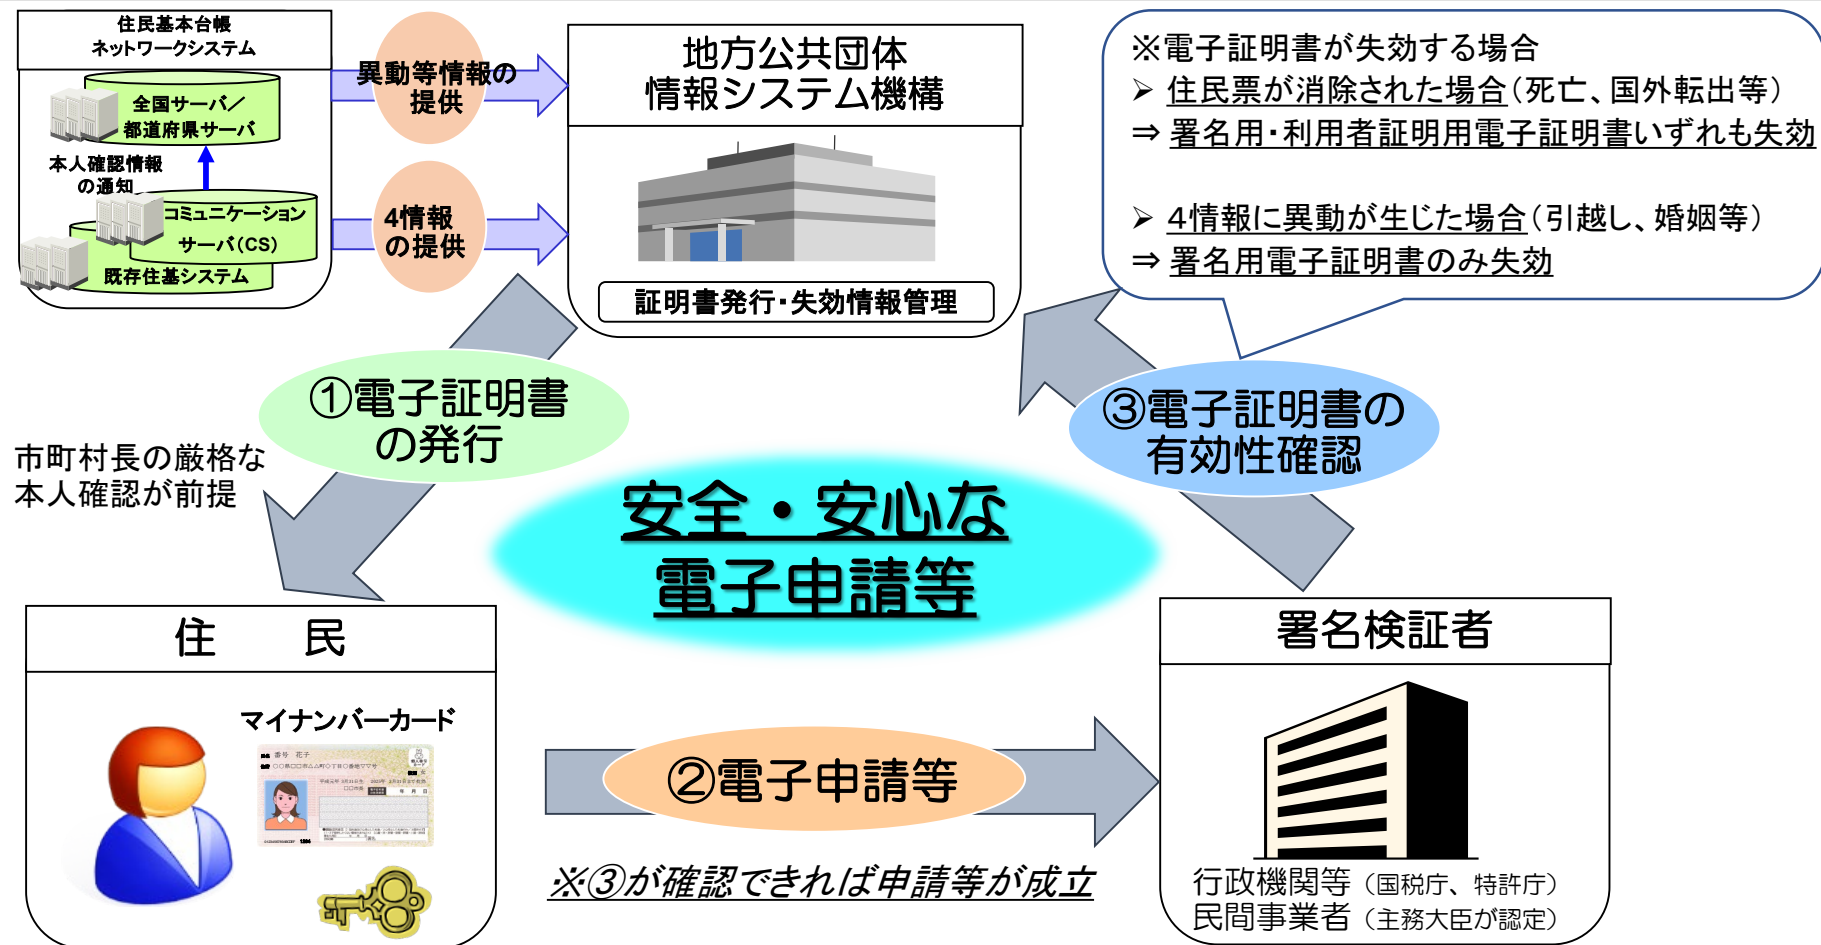 住民基本台帳
ネットワークシステム
全国サーバ／
都道府県サーバ
本人確認情報
の通知
コミュニケーション
サーバ（CS）
既存住基システム
異動等情報の
提供
4情報
の提供
地方公共団体
情報システム機構
証明書発行・失効情報管理
※電子証明書が失効する場合
➢ 住民票が消除された場合（死亡、国外転出等）
⇒ 署名用・利用者証明用電子証明書いずれも失効
➢ 4情報に異動が生じた場合（引越し、婚姻等）
⇒ 署名用電子証明書のみ失効
①電子証明書
の発行
市町村長の厳格な
本人確認が前提
③電子証明書の
有効性確認
安全・安心な
電子申請等
住　　民
マイナンバーカード
番号 花子
②電子申請等
※③が確認できれば申請等が成立
署名検証者
行政機関等（国税庁、特許庁）
民間事業者（主務大臣が認定）